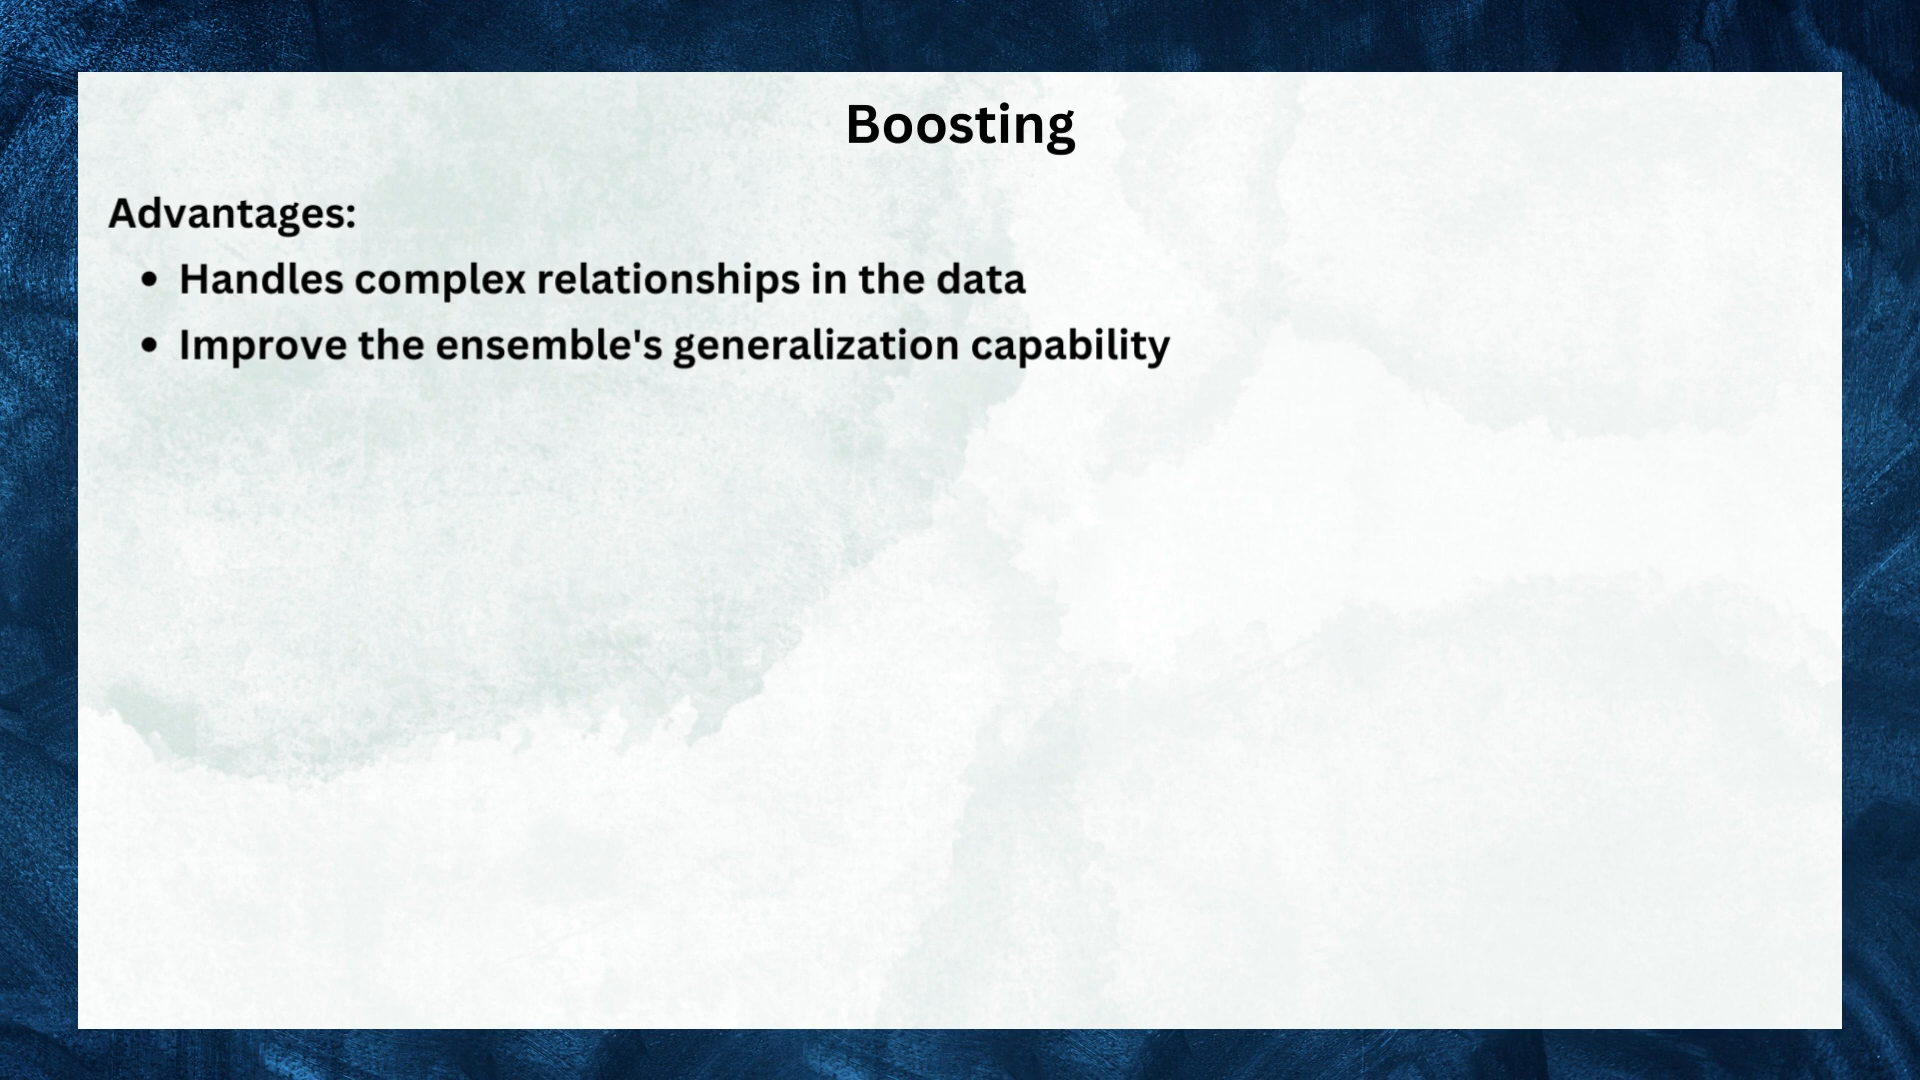 Boosting
Advantages:
• Handles complex relationships in the data
• Improve the ensemble's generalization capability